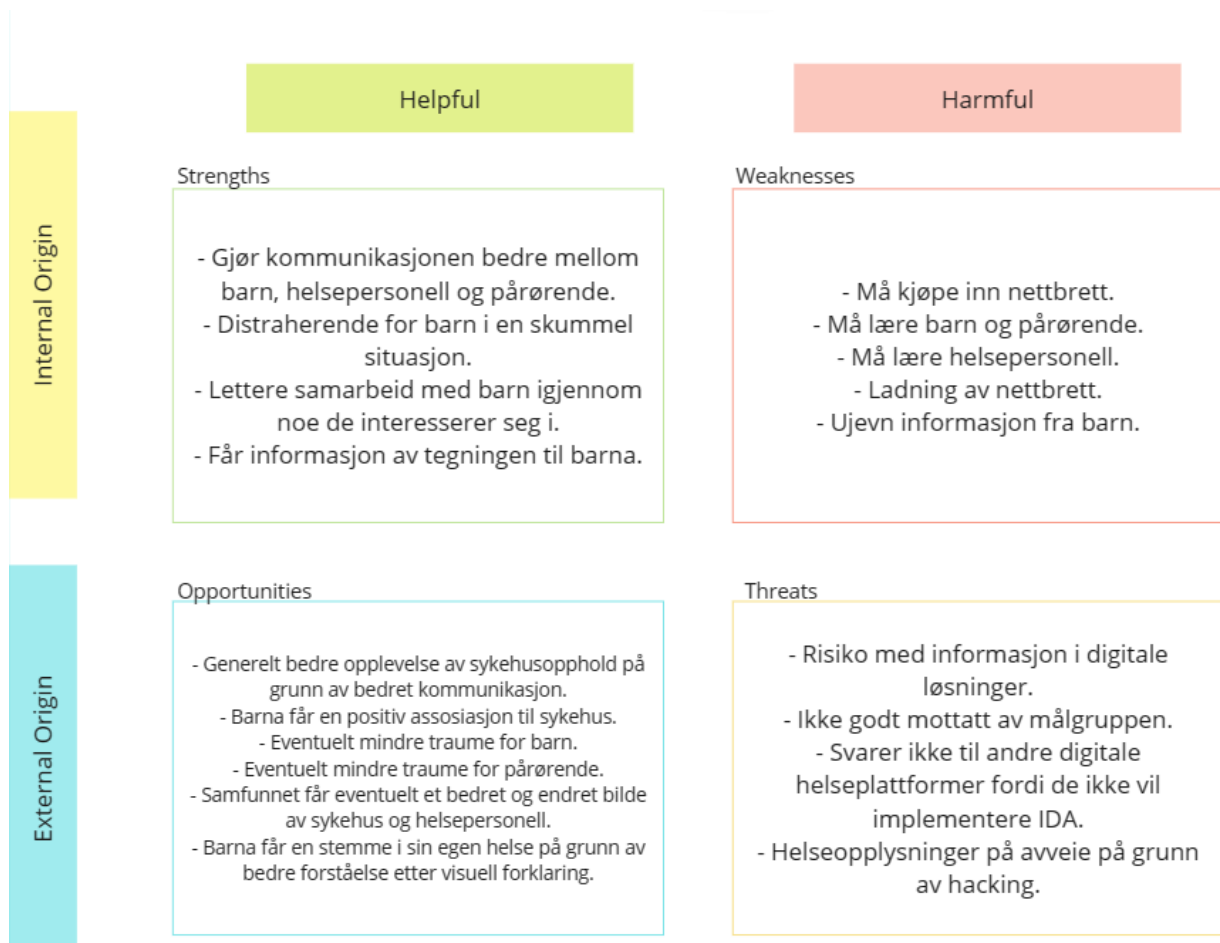 Helpful
Harmful
Internal Origin
Strengths
- Gjør kommunikasjonen bedre mellom
barn, helsepersonell og pårørende.
- Distraherende for barn i en skummel
situasjon.
- Lettere samarbeid med barn igjennom
noe de interesserer seg i.
- Får informasjon av tegningen til barna.
Weaknesses
- Må kjøpe inn nettbrett.
- Må lære barn og pårørende.
- Må lære helsepersonell.
- Ladning av nettbrett.
- Ujevn informasjon fra barn.
External Origin
Opportunities
- Generelt bedre opplevelse av sykehusopphold på
grunn av bedret kommunikasjon.
- Barna får en positiv assosiasjon til sykehus.
- Eventuelt mindre traume for barn.
- Eventuelt mindre traume for pårørende.
- Samfunnet får eventuelt et bedret og endret bilde
av sykehus og helsepersonell.
- Barna får en stemme i sin egen helse på grunn av
bedre forståelse etter visuell forklaring.
Threats
- Risiko med informasjon i digitale
løsninger.
- Ikke godt mottatt av målgruppen.
- Svarer ikke til andre digitale
helseplattformer fordi de ikke vil
implementere IDA.
- Helseopplysninger på avveie på grunn
av hacking.